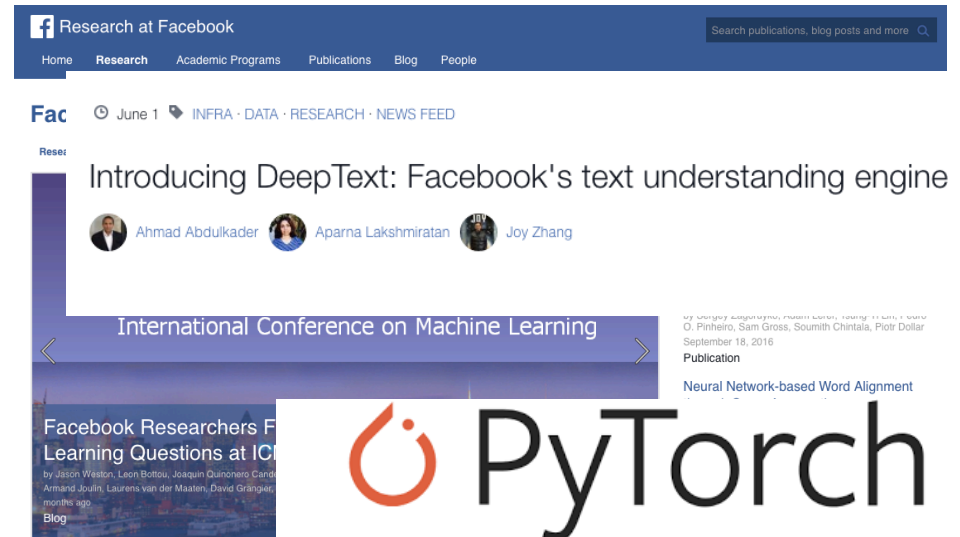 Research at Facebook
Search publications, blog posts and more
Home Research Academic Programs Publications Blog People
June 1 INFRA · DATA · RESEARCH · NEWS FEED
Introducing DeepText: Facebook's text understanding engine
Ahmad Abdulkader Aparna Lakshmiratan Joy Zhang
International Conference on Machine Learning
O. Pinheiro, Sam Gross, Soumith Chintala, Piotr Dollar
September 18, 2016
Publication
Neural Network-based Word Alignment
Facebook Researchers F
Learning Questions at ICM
by Jason Weston, Leon Bottou, Joaquin Quinonero Cande
Armand Joulin, Laurens van der Maaten, David Grangier,
months ago
Blog
PyTorch